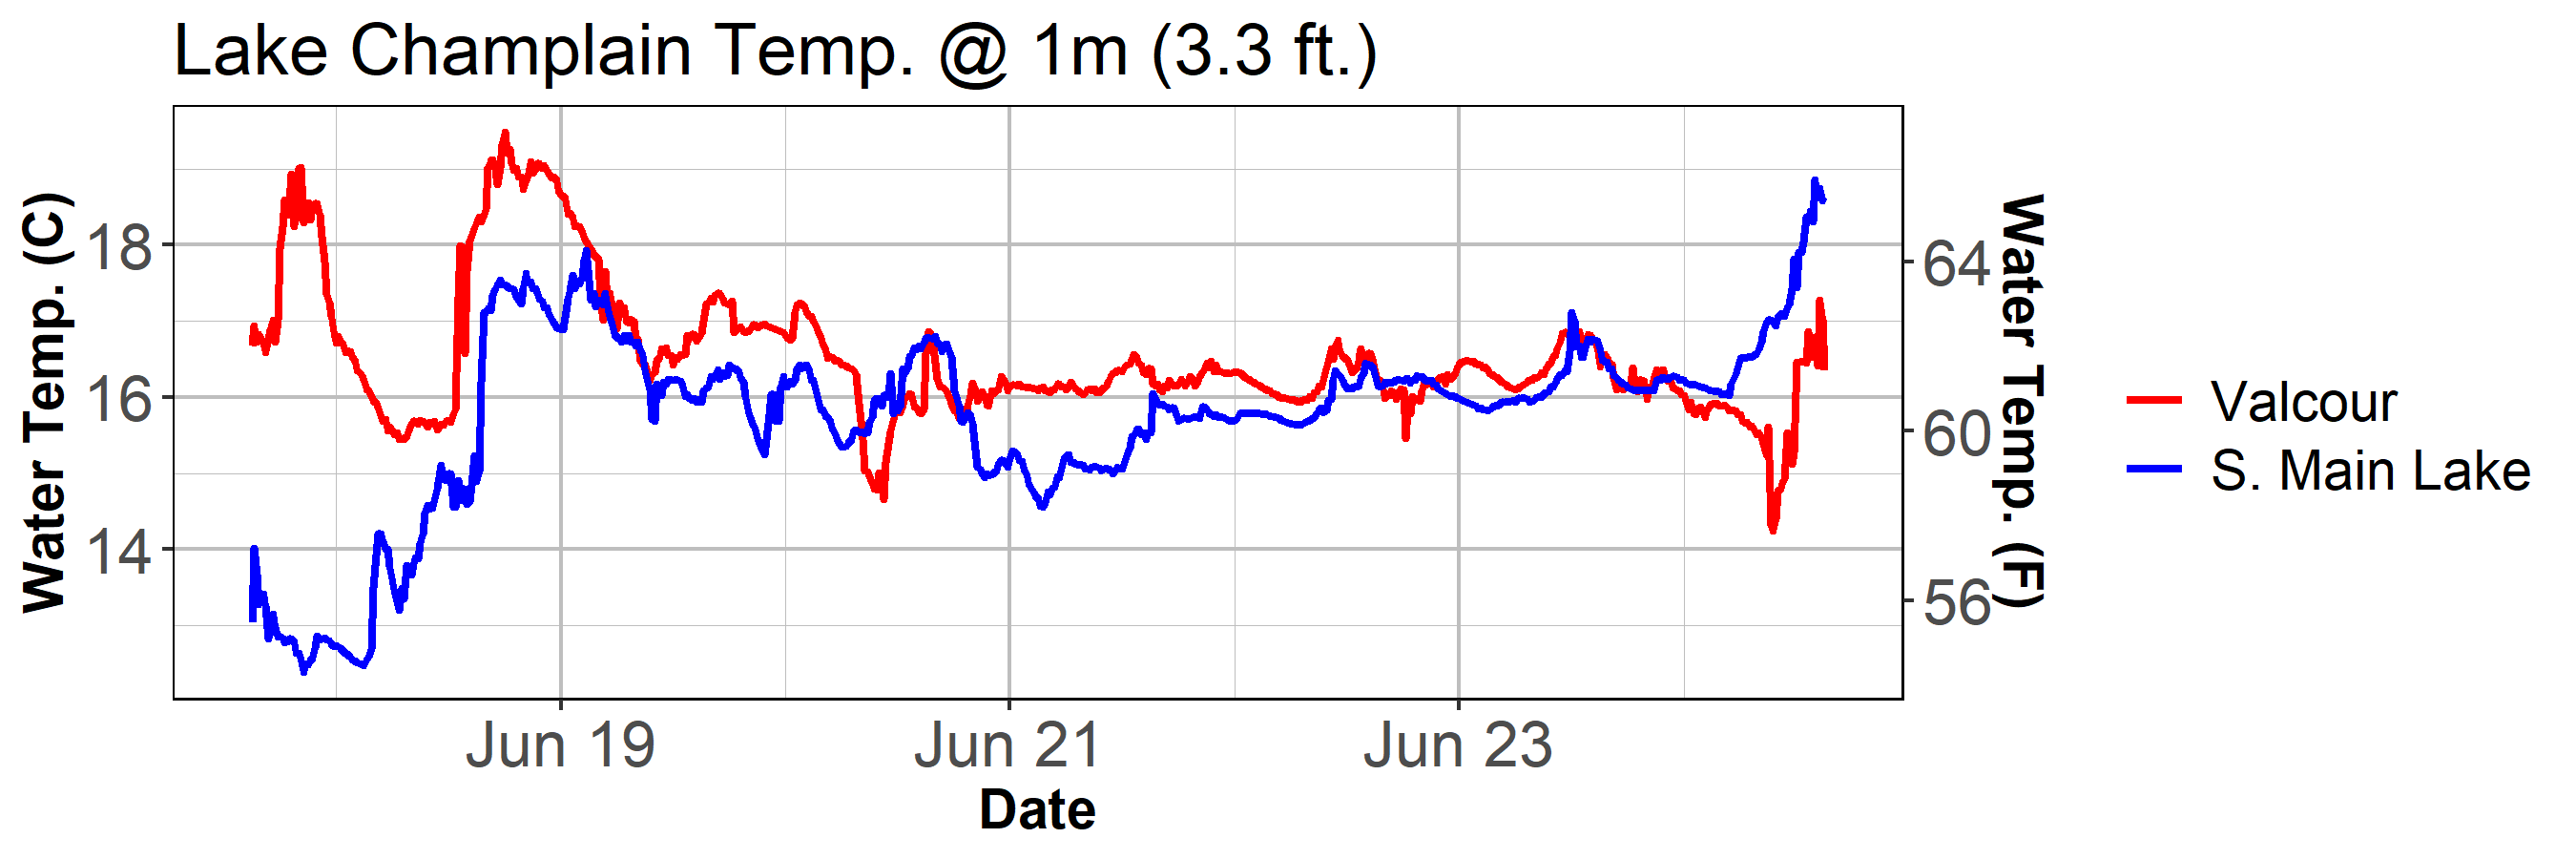 Lake Champlain Temp. @ 1m (3.3 ft.)
Water Temp. (C)
18
16
14
64
60
56
Water Temp. (F)
Jun 19
Jun 21
Jun 23
Date
Valcour
S. Main Lake